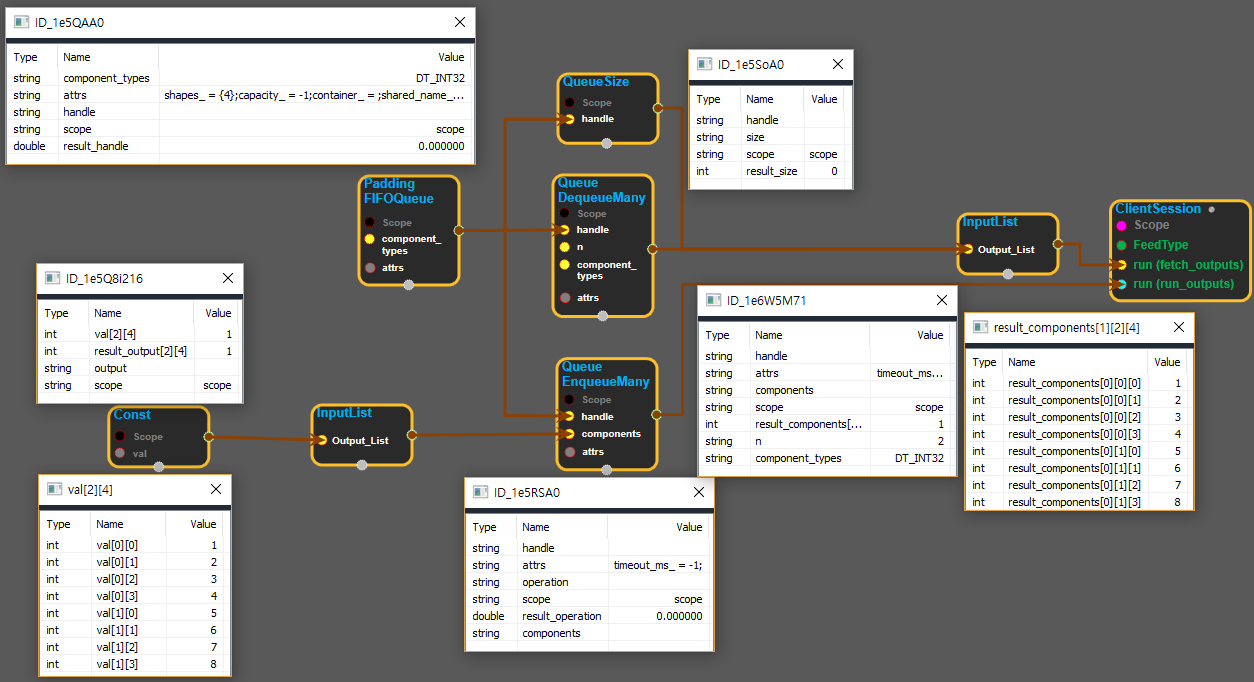 ID_1e5QAA0
Type Name Value
string component_types DT_INT32
string attrs shapes_ = {4};capacity_ = -1;container_ = ;shared_name_...
string handle
string scope scope
double result_handle 0.000000
QueueSize
Scope
handle
ID_1e5SoA0
Type Name Value
string handle
string size
string scope scope
int result_size 0
Padding
FIFOQueue
Scope
component_
types
attrs
Queue
DequeueMany
Scope
handle
n
component_
types
attrs
InputList
Output_List
ClientSession
Scope
FeedType
run (fetch_outputs)
run (run_outputs)
ID_1e5Q8i216
Type Name Value
int val[2][4] 1
int result_output[2][4] 1
string output
string scope scope
ID_1e6W5M71
Type Name Value
string handle
string attrs timeout_ms...
string components
string scope scope
int result_components[... 1
string n 2
string component_types DT_INT32
result_components[1][2][4]
Type Name Value
int result_components[0][0][0] 1
int result_components[0][0][1] 2
int result_components[0][0][2] 3
int result_components[0][0][3] 4
int result_components[0][1][0] 5
int result_components[0][1][1] 6
int result_components[0][1][2] 7
int result_components[0][1][3] 8
Const
Scope
val
InputList
Output_List
Queue
EnqueueMany
Scope
handle
components
attrs
val[2][4]
Type Name Value
int val[0][0] 1
int val[0][1] 2
int val[0][2] 3
int val[0][3] 4
int val[1][0] 5
int val[1][1] 6
int val[1][2] 7
int val[1][3] 8
ID_1e5RSA0
Type Name Value
string handle
string attrs timeout_ms_ = -1;
string operation
string scope scope
double result_operation 0.000000
string components